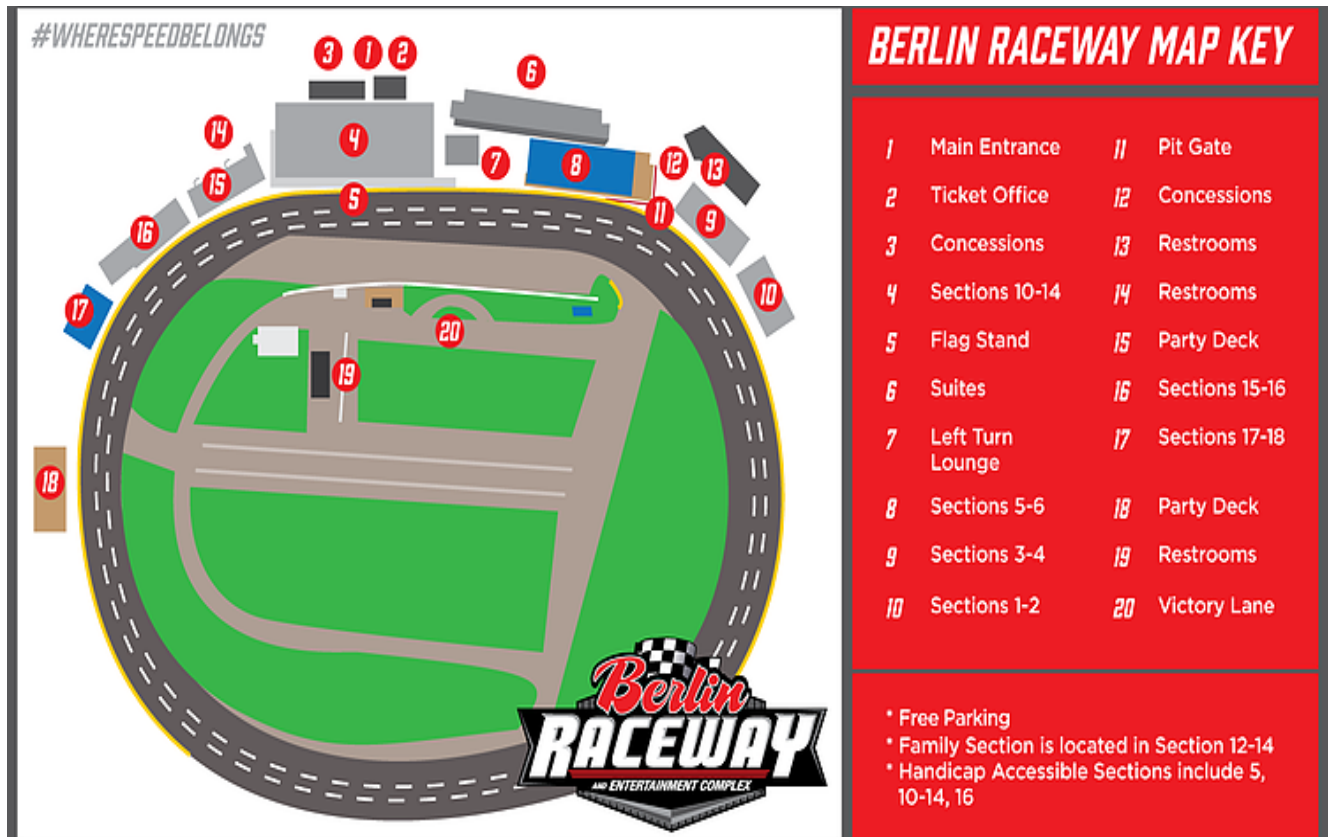 #WHERESPEEDBELONGS
3
1
2
6
14
4
7
8
12
13
15
5
11
9
16
10
17
20
19
18
Berlin
RACEWAY
AND ENTERTAINMENT COMPLEX
BERLIN RACEWAY MAP KEY
1 Main Entrance
2 Ticket Office
3 Concessions
4 Sections 10-14
5 Flag Stand
6 Suites
7 Left Turn
Lounge
8 Sections 5-6
9 Sections 3-4
10 Sections 1-2
11 Pit Gate
12 Concessions
13 Restrooms
14 Restrooms
15 Party Deck
16 Sections 15-16
17 Sections 17-18
18 Party Deck
19 Restrooms
20 Victory Lane
* Free Parking
* Family Section is located in Section 12-14
* Handicap Accessible Sections include 5,
10-14, 16